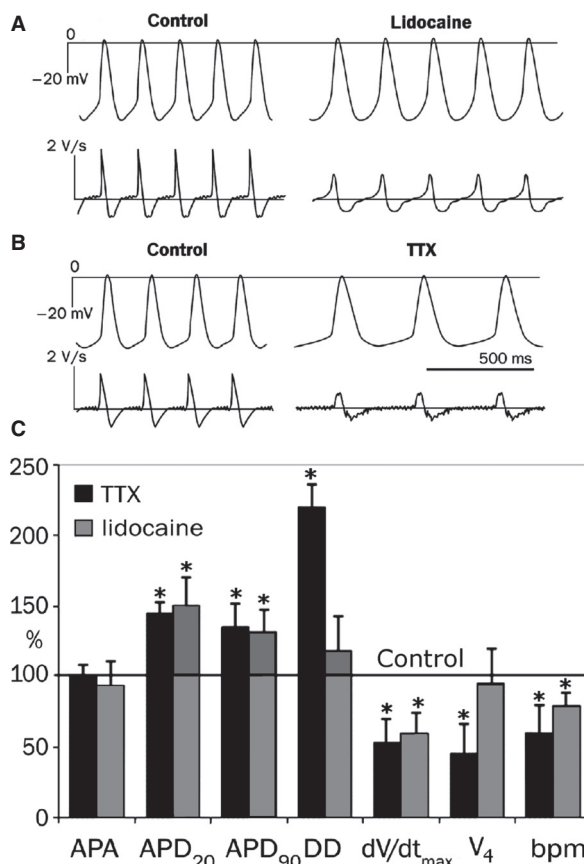 A
Control
Lidocaine
0
−20 mV
2 V/s
B
Control
TTX
0
−20 mV
2 V/s
500 ms
C
250
200
150
%
100
50
0
TTX
lidocaine
* * * * * * * * * *
Control
APA APD20 APD90 DD dV/dtmax V4 bpm